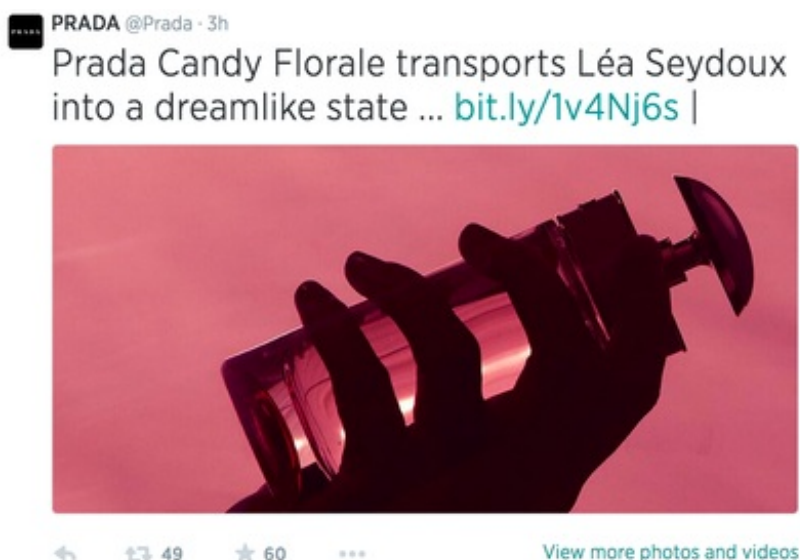 PRADA @Prada · 3h
Prada Candy Florale transports Léa Seydoux
into a dreamlike state ... bit.ly/1v4Nj6s |
49 60 View more photos and videos